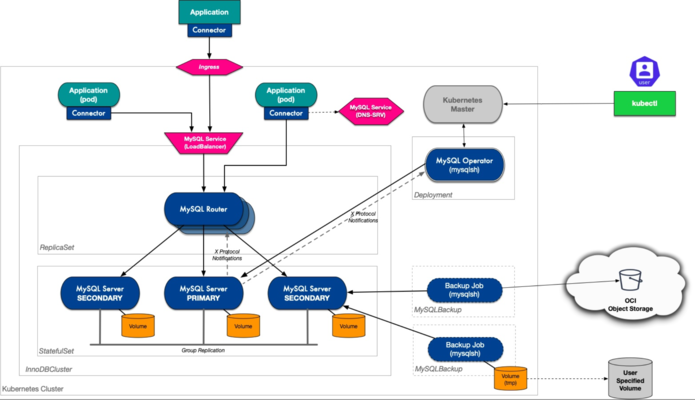 Application
Connector
Ingress
Application
(pod)
Connector
Application
(pod)
Connector
MySQL Service
(DNS-SRV)
Kubernetes
Master
USER
kubectl
MySQL Service
(LoadBalancer)
MySQL Operator
(mysqlsh)
Deployment
MySQL Router
X Protocol
Notifications
X Protocol
Notifications
ReplicaSet
MySQL Server
SECONDARY
MySQL Server
PRIMARY
MySQL Server
SECONDARY
Volume
Volume
Volume
StatefulSet
Group Replication
InnoDBCluster
Kubernetes Cluster
Backup Job
(mysqlsh)
MySQLBackup
OCI
Object Storage
Backup Job
(mysqlsh)
MySQLBackup
Volume
(tmp)
User
Specified
Volume